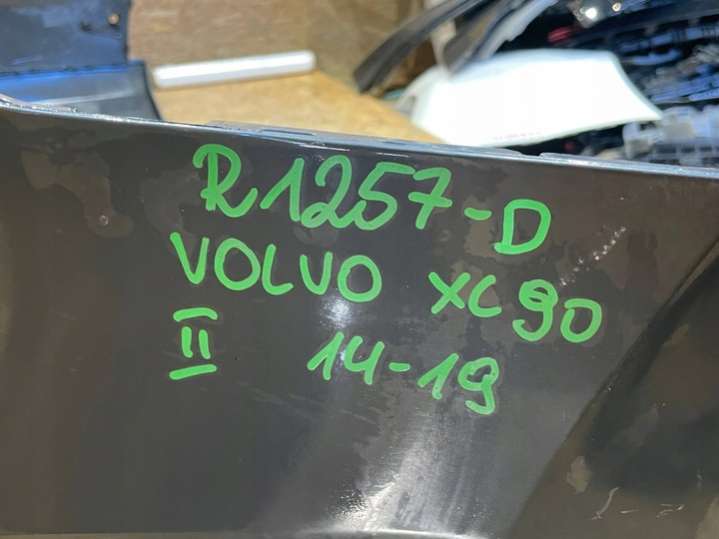 R1257-D
VOLVO XC90
II 14-19